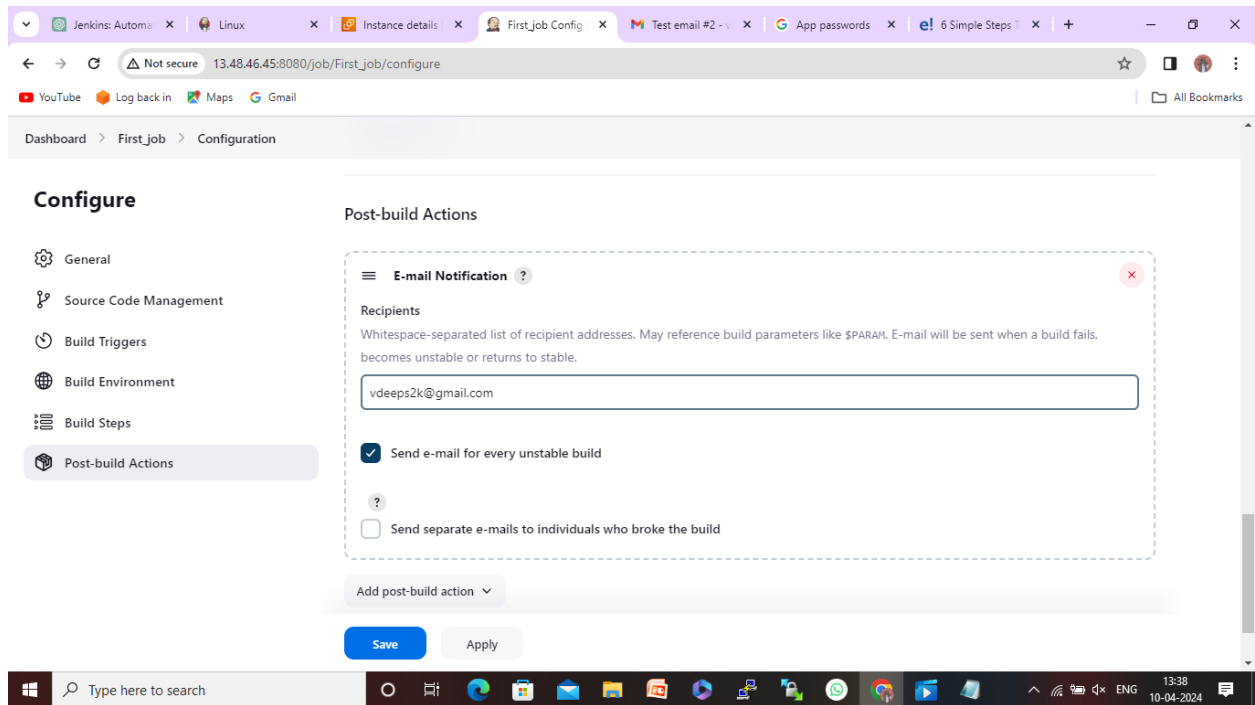 Jenkins: Automa
Linux
Instance details
First_job Config
Test email #2 - v
App passwords
e! 6 Simple Steps T
Not secure 13.48.46.45:8080/job/First_job/configure
YouTube Log back in Maps Gmail All Bookmarks
Dashboard > First_job > Configuration
Configure
General
Source Code Management
Build Triggers
Build Environment
Build Steps
Post-build Actions
Post-build Actions
E-mail Notification ?
Recipients
Whitespace-separated list of recipient addresses. May reference build parameters like $PARAM. E-mail will be sent when a build fails,
becomes unstable or returns to stable.
vdeeps2k@gmail.com
Send e-mail for every unstable build
?
Send separate e-mails to individuals who broke the build
Add post-build action
Save Apply
Type here to search
ENG
13:38
10-04-2024